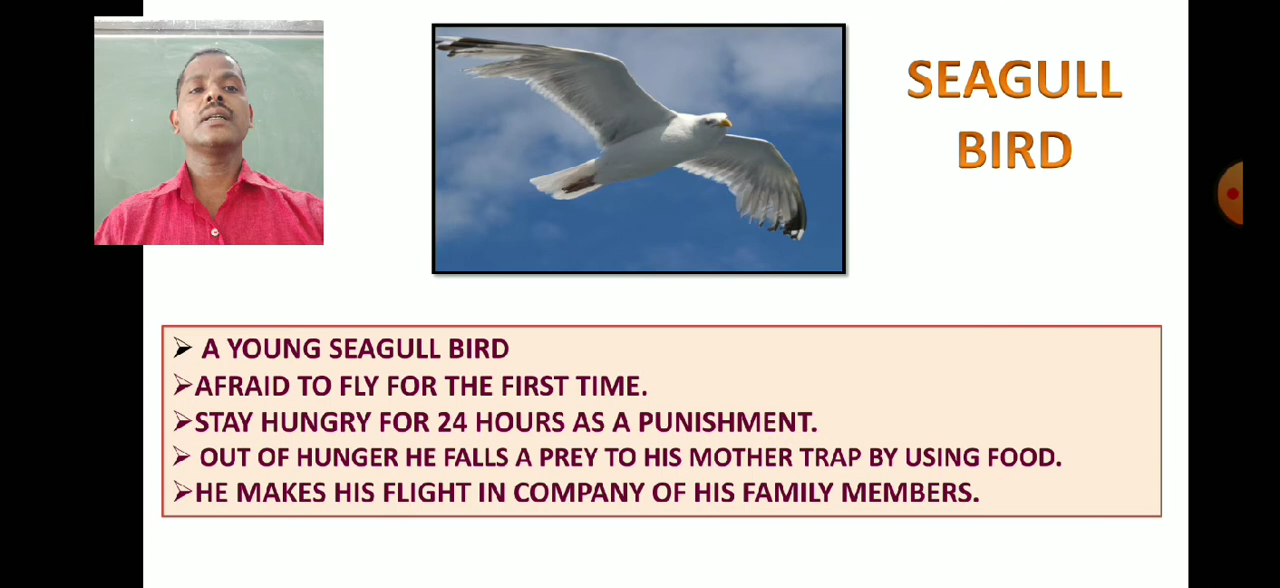 SEAGULL
BIRD
➢ A YOUNG SEAGULL BIRD
➢AFRAID TO FLY FOR THE FIRST TIME.
➢STAY HUNGRY FOR 24 HOURS AS A PUNISHMENT.
➢ OUT OF HUNGER HE FALLS A PREY TO HIS MOTHER TRAP BY USING FOOD.
➢HE MAKES HIS FLIGHT IN COMPANY OF HIS FAMILY MEMBERS.